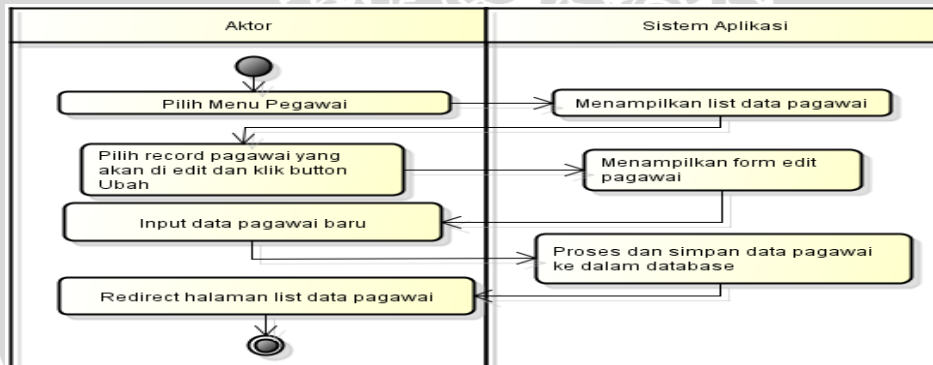 Aktor
Sistem Aplikasi
Pilih Menu Pegawai
Menampilkan list data pagawai
Pilih record pagawai yang
akan di edit dan klik button
Ubah
Menampilkan form edit
pagawai
Input data pagawai baru
Proses dan simpan data pagawai
ke dalam database
Redirect halaman list data pagawai